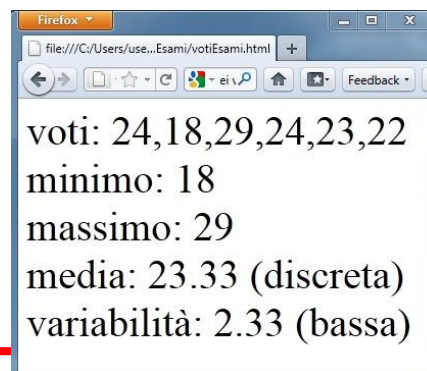 Firefox
file:///C:/Users/use...Esami/votiEsami.html
Feedback
voti: 24,18,29,24,23,22
minimo: 18
massimo: 29
media: 23.33 (discreta)
variabilità: 2.33 (bassa)